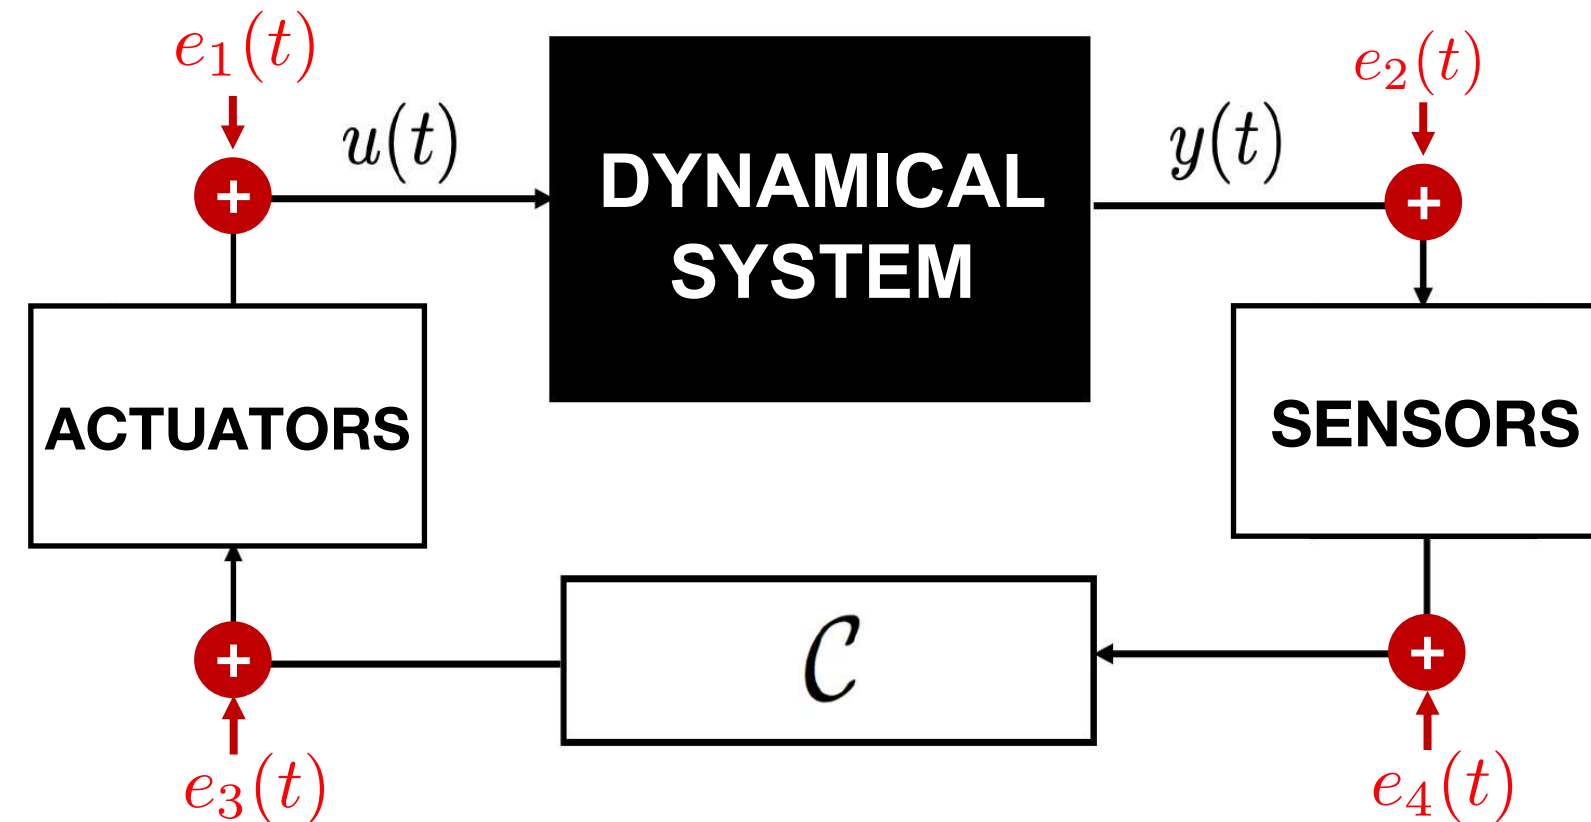 e₁(t)
e₂(t)
u(t)
y(t)
+
DYNAMICAL
SYSTEM
+
ACTUATORS
SENSORS
+
𝒞
+
e₃(t)
e₄(t)